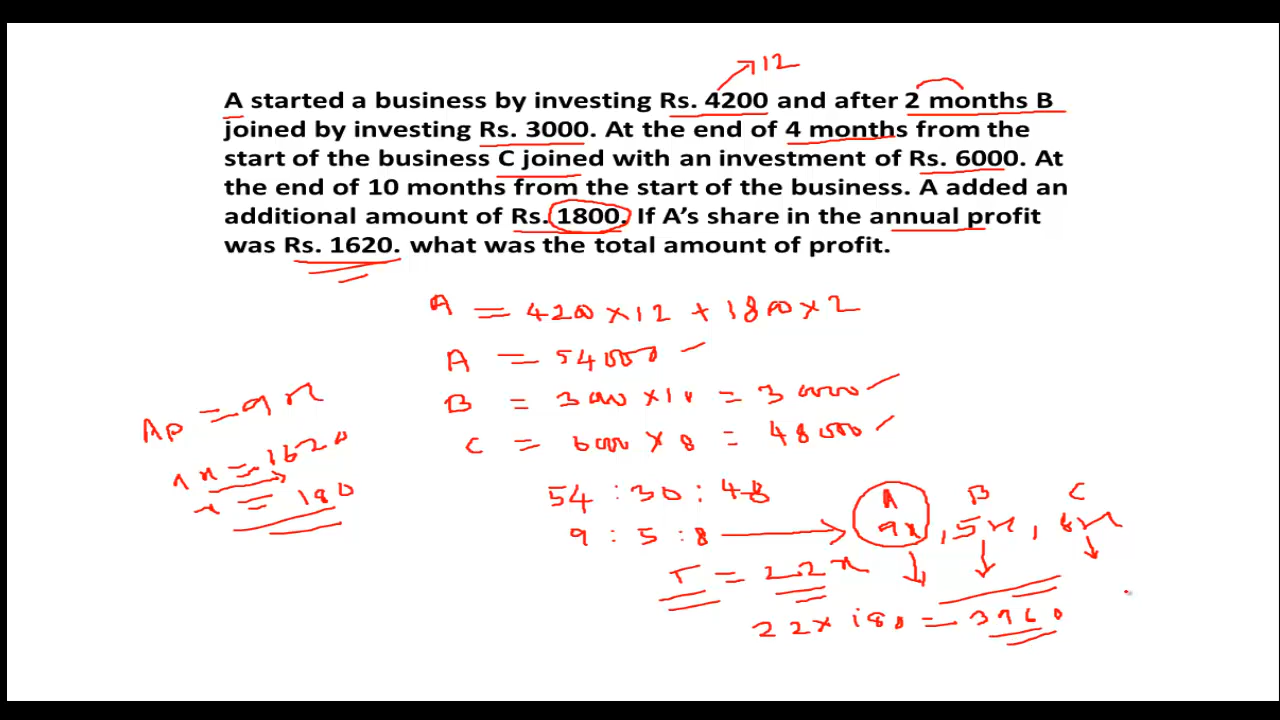 12
A started a business by investing Rs. 4200 and after 2 months B
joined by investing Rs. 3000. At the end of 4 months from the
start of the business C joined with an investment of Rs. 6000. At
the end of 10 months from the start of the business. A added an
additional amount of Rs. 1800. If A’s share in the annual profit
was Rs. 1620. what was the total amount of profit.
A = 4200 x 12 + 1800 x 2
A = 54000
B = 3000 x 10 = 30000
C = 6000 x 8 = 48000
AP = 9x
9x = 1620
x = 180
54 : 30 : 48
9 : 5 : 8
A B C
9x, 5x, 8x
T = 22x
22 x 180 = 3960